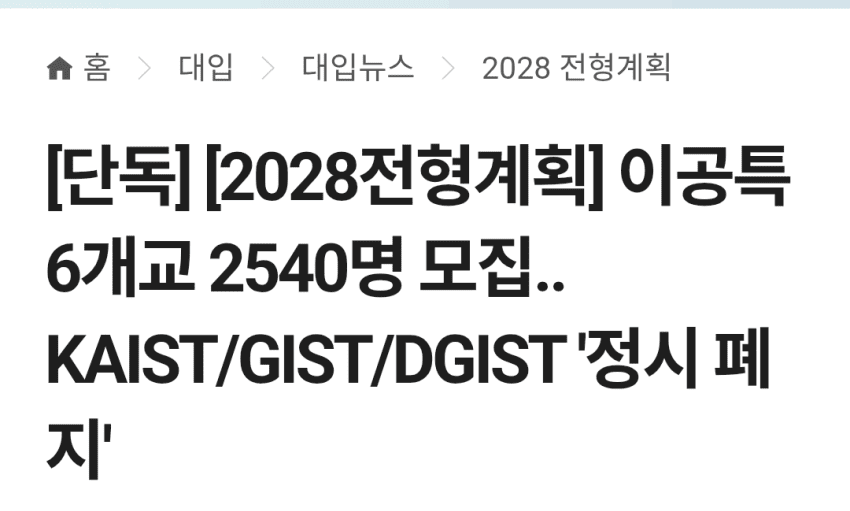 홈 > 대입 > 대입뉴스 > 2028 전형계획
[단독] [2028전형계획] 이공특
6개교 2540명 모집..
KAIST/GIST/DGIST '정시 폐
지'